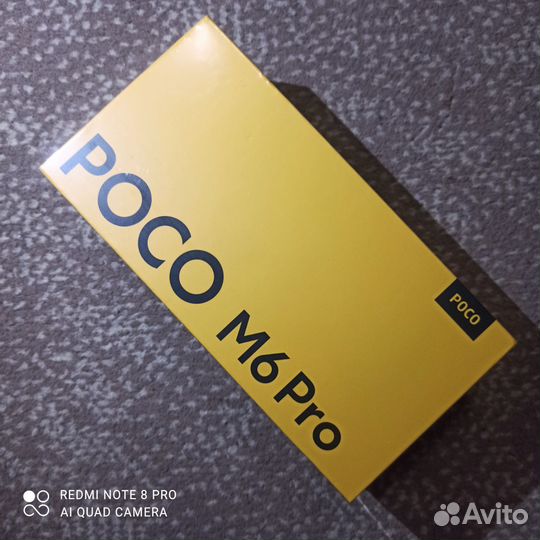 POCO M6 Pro
POCO
REDMI NOTE 8 PRO
AI QUAD CAMERA
Avito